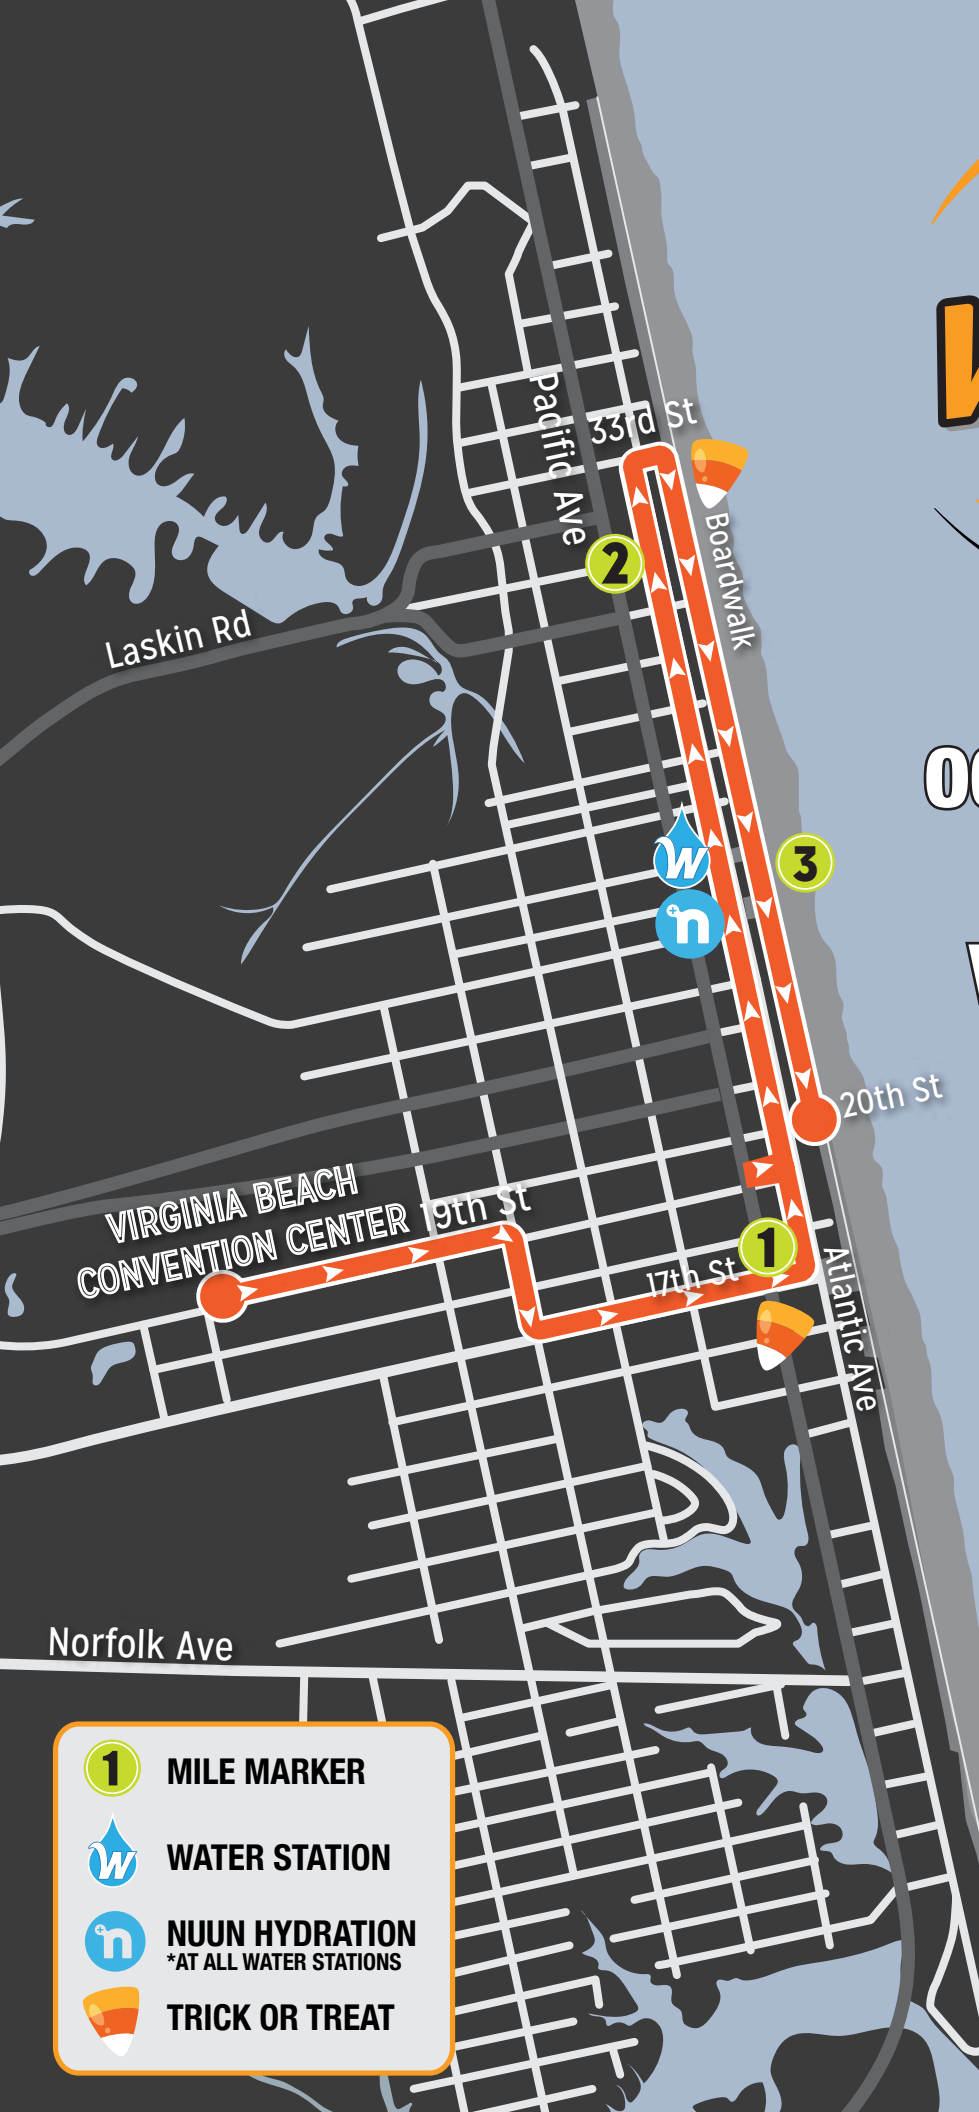 Pacific Ave
33rd St
Boardwalk
2
Laskin Rd
3
w
n
20th St
VIRGINIA BEACH
CONVENTION CENTER
19th St
1
17th St
Atlantic Ave
Norfolk Ave
1 MILE MARKER
w WATER STATION
n NUUN HYDRATION
*AT ALL WATER STATIONS
TRICK OR TREAT